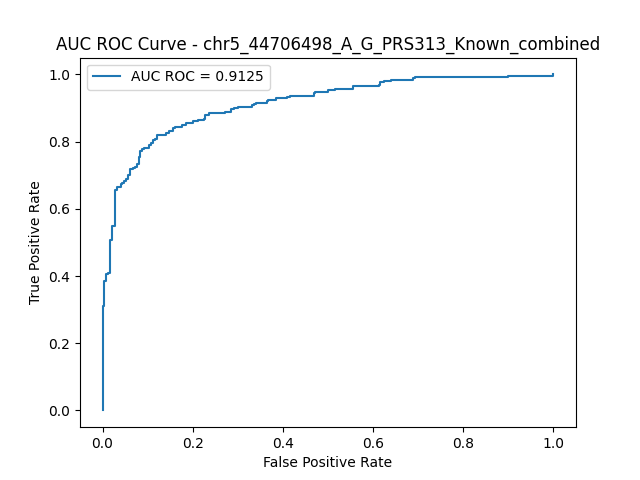 AUC ROC Curve - chr5_44706498_A_G_PRS313_Known_combined
AUC ROC = 0.9125
1.0
0.8
0.6
0.4
0.2
0.0
True Positive Rate
0.0 0.2 0.4 0.6 0.8 1.0
False Positive Rate